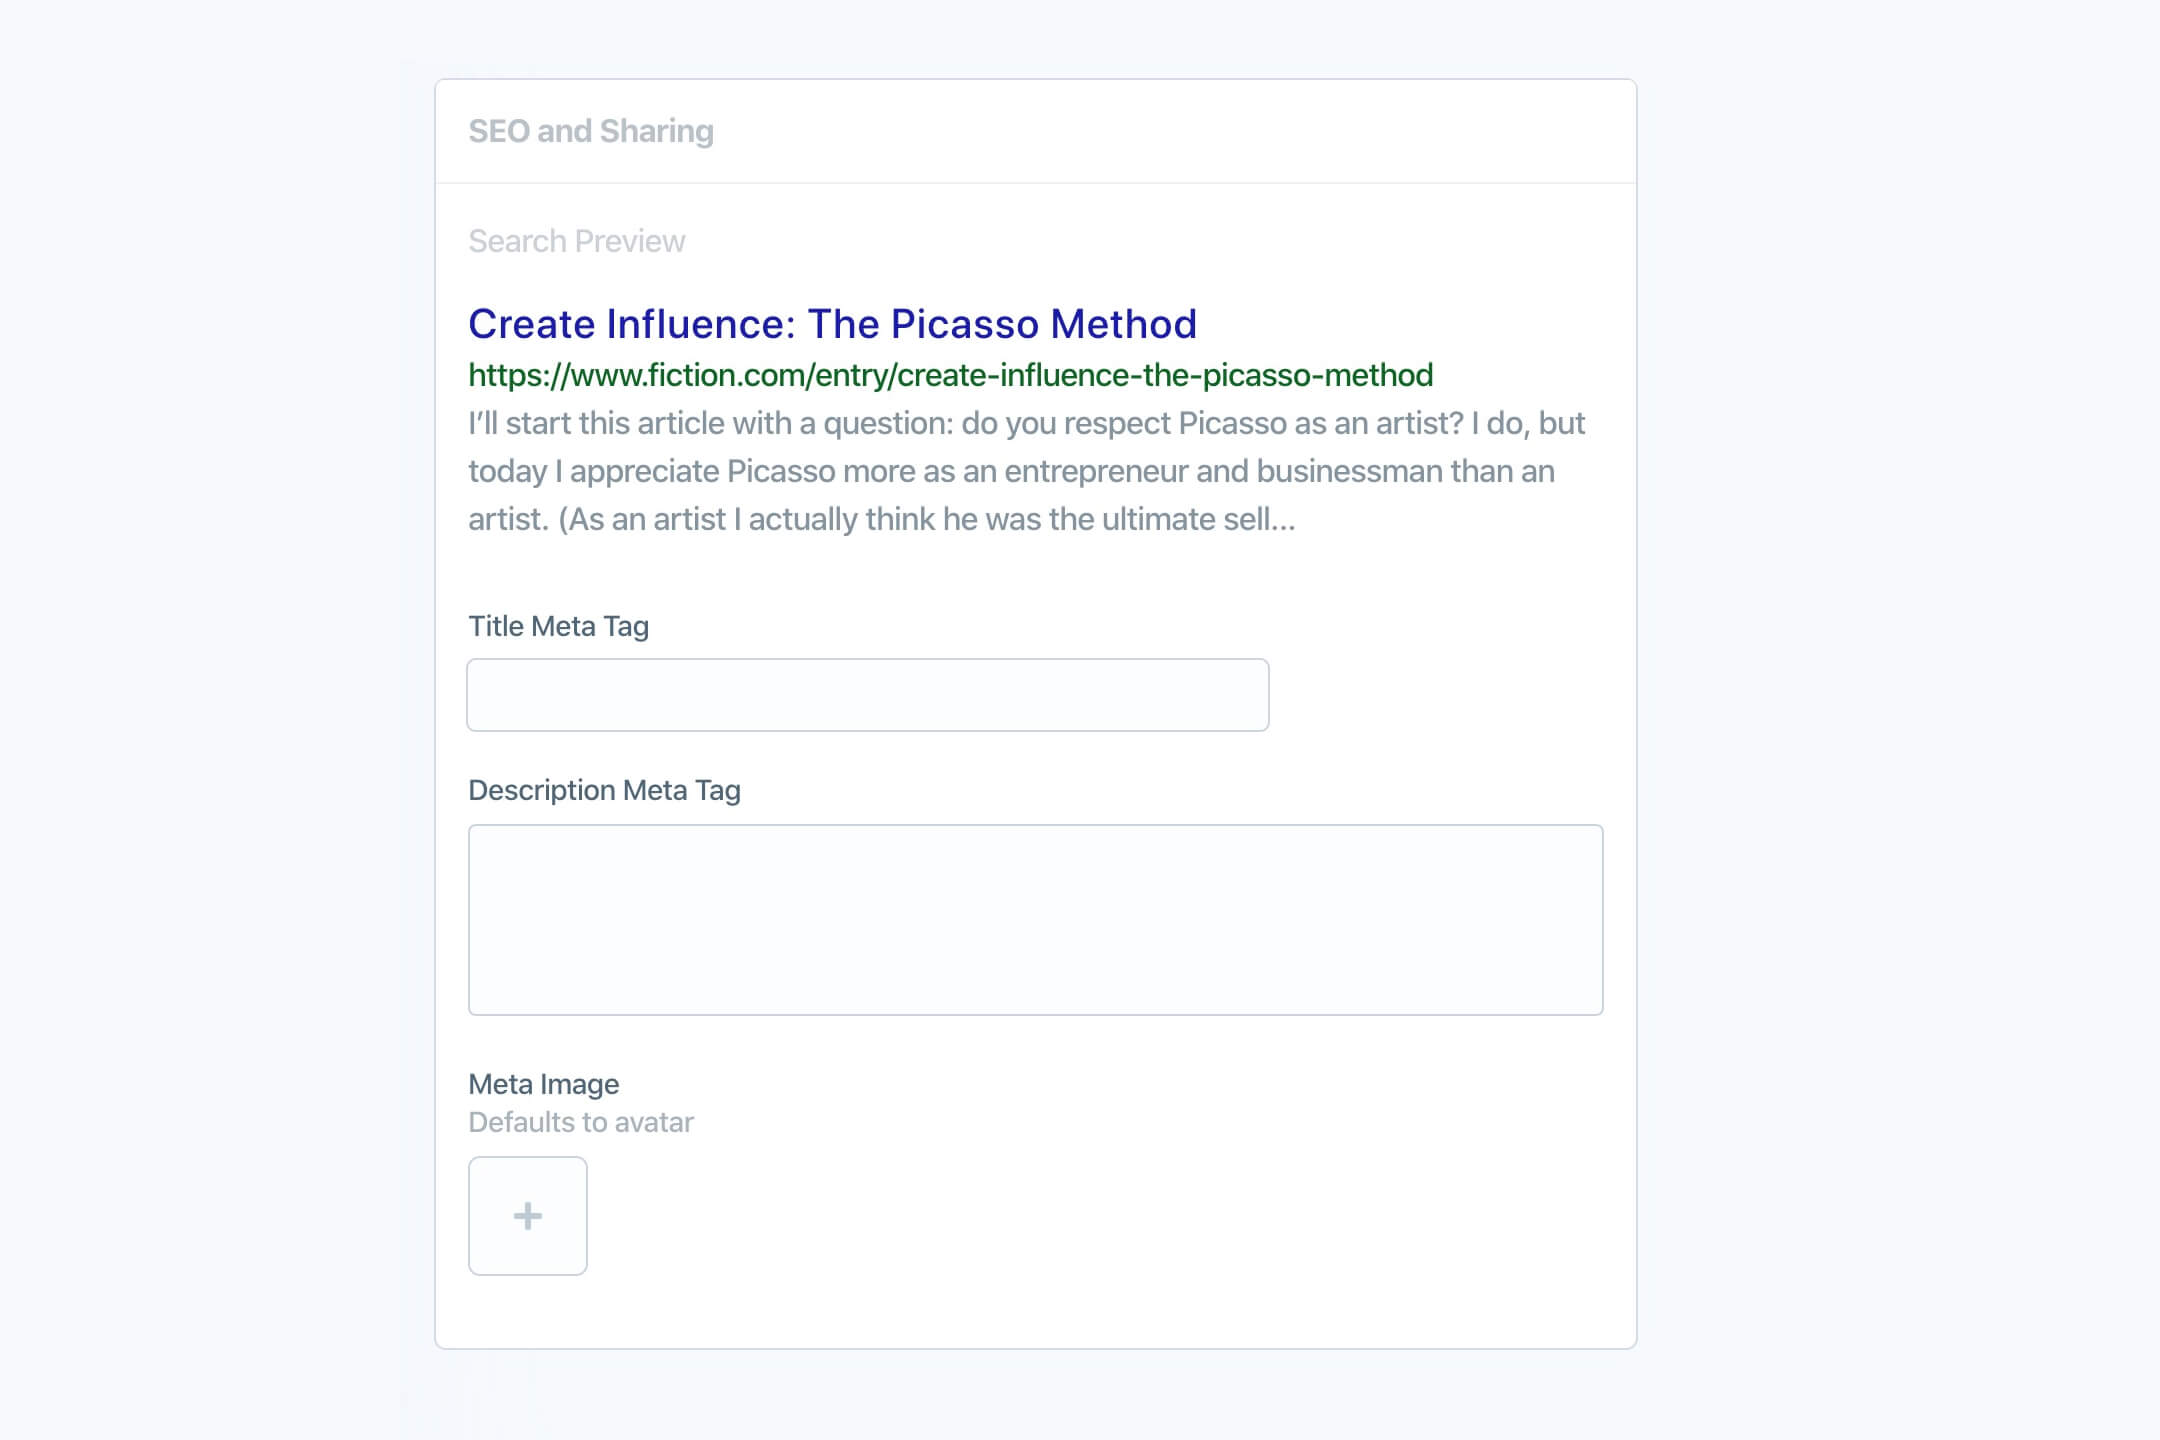 SEO and Sharing
Search Preview
Create Influence: The Picasso Method
https://www.fiction.com/entry/create-influence-the-picasso-method
I’ll start this article with a question: do you respect Picasso as an artist? I do, but
today I appreciate Picasso more as an entrepreneur and businessman than an
artist. (As an artist I actually think he was the ultimate sell...
Title Meta Tag
Description Meta Tag
Meta Image
Defaults to avatar